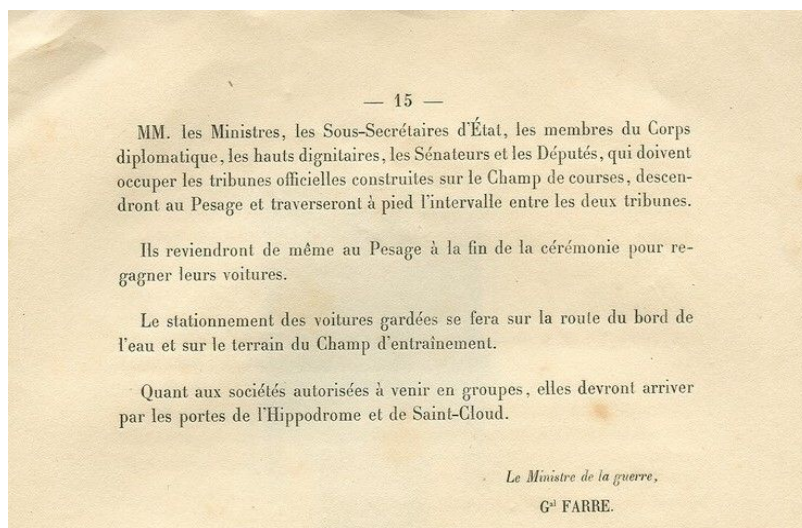 — 15 —
MM. les Ministres, les Sous-Secrétaires d'État, les membres du Corps
diplomatique, les hauts dignitaires, les Sénateurs et les Députés, qui doivent
occuper les tribunes officielles construites sur le Champ de courses, descen-
dront au Pesage et traverseront à pied l'intervalle entre les deux tribunes.
Ils reviendront de même au Pesage à la fin de la cérémonie pour re-
gagner leurs voitures.
Le stationnement des voitures gardées se fera sur la route du bord de
l'eau et sur le terrain du Champ d'entraînement.
Quant aux sociétés autorisées à venir en groupes, elles devront arriver
par les portes de l'Hippodrome et de Saint-Cloud.
Le Ministre de la guerre,
Gal FARRE.